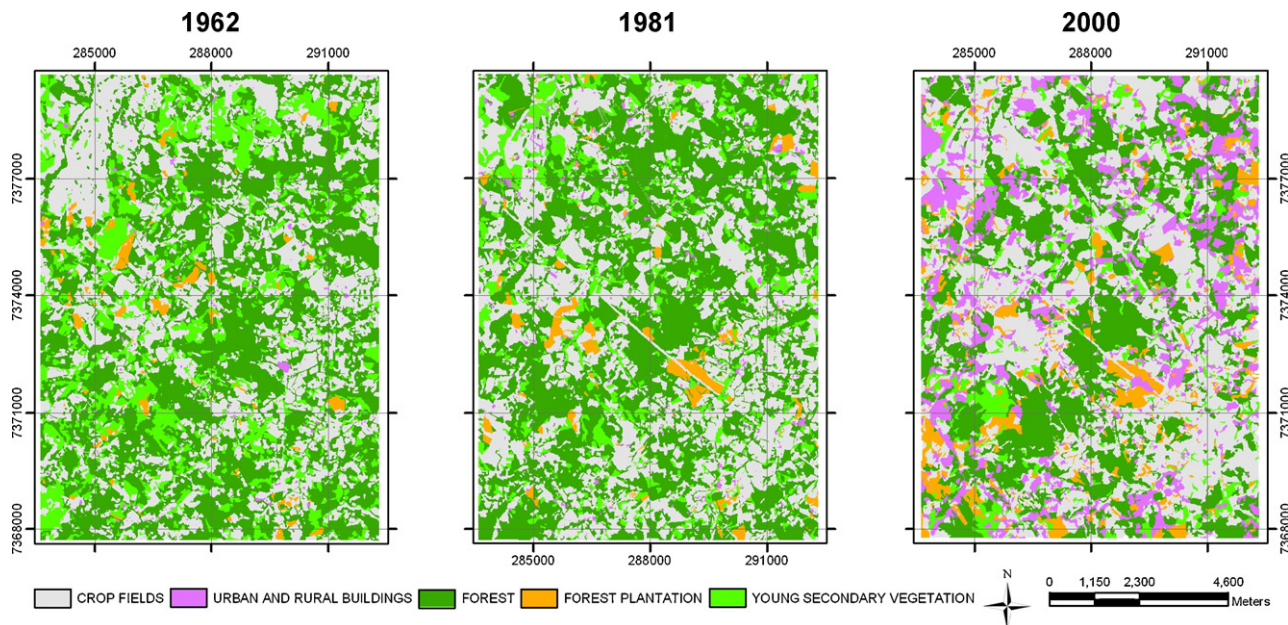 1962 1981 2000
285000 288000 291000 285000 288000 291000
7377000 7377000
7374000 7374000
7371000 7371000
7368000 7368000
285000 288000 291000
CROP FIELDS URBAN AND RURAL BUILDINGS FOREST FOREST PLANTATION YOUNG SECONDARY VEGETATION
N
0 1,150 2,300 4,600
Meters